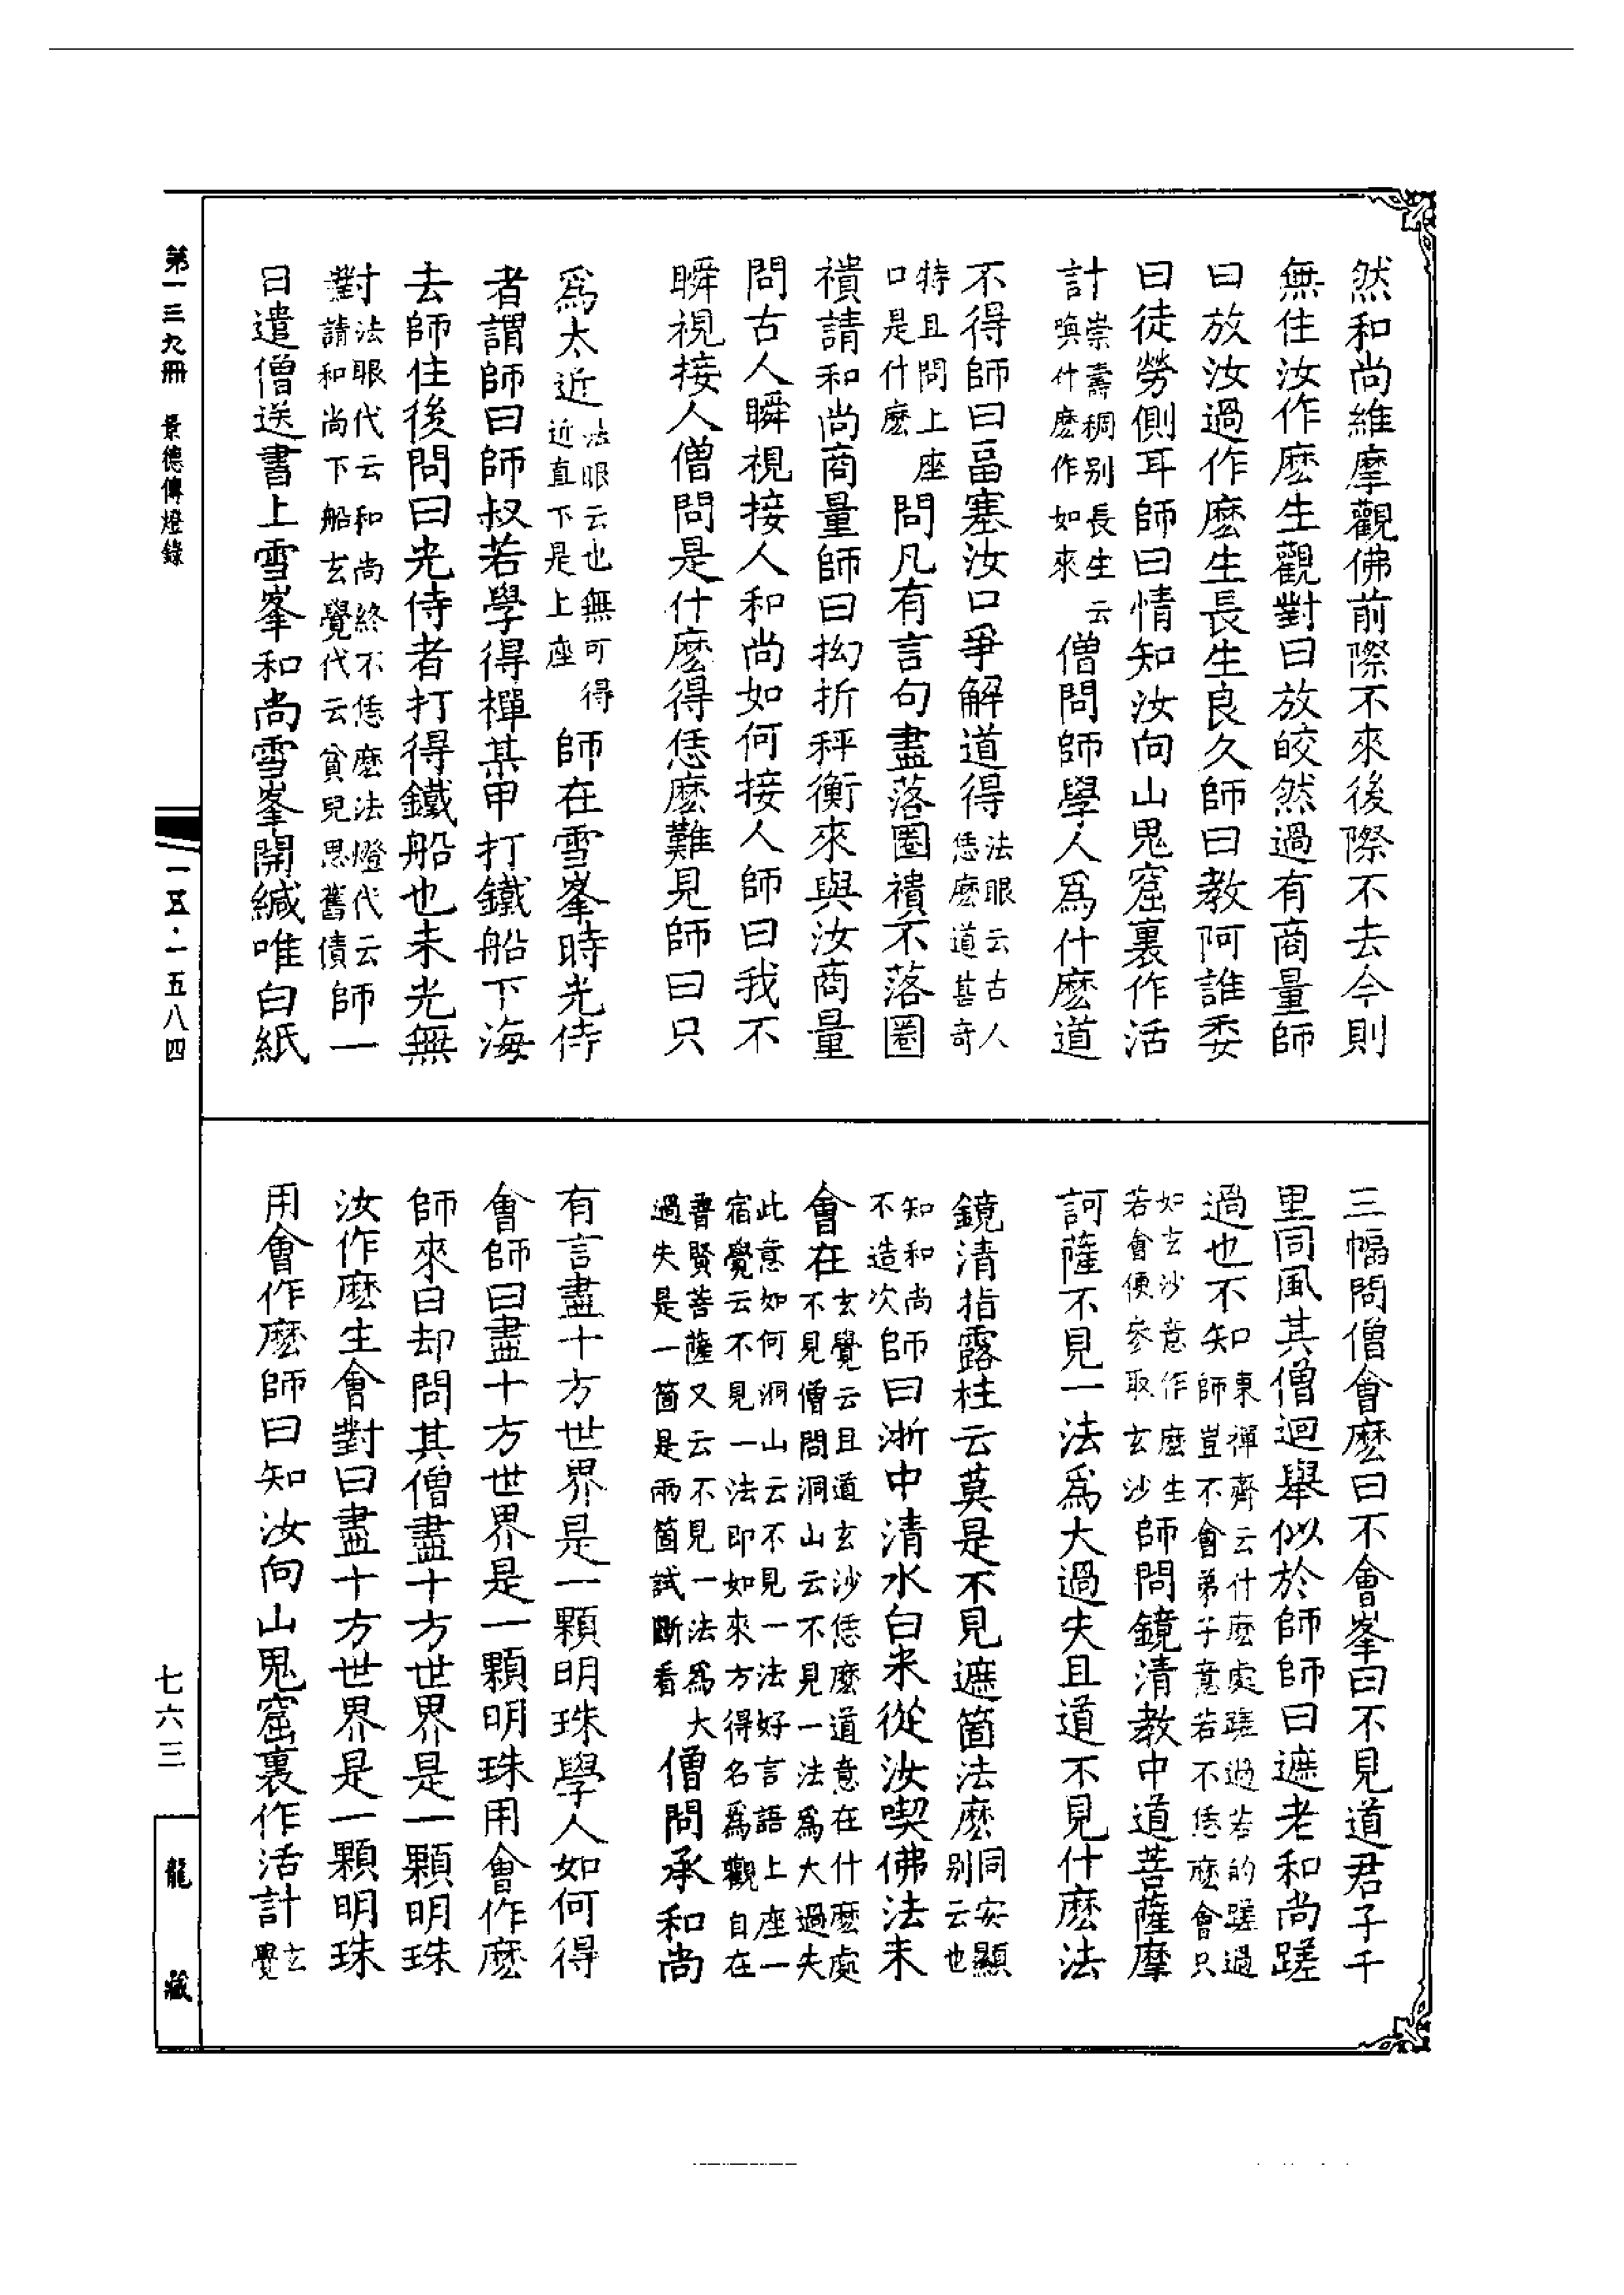 然和尚維摩觀佛前際不來後際不去今則
無住汝作麽生觀對曰放皎然過有商量師
曰放汝過作麽生長生良久師曰教阿誰委
曰徒勞側耳師曰情知汝向山鬼窟裏作活
計崇壽稠别長生云喚什麽作如來僧問師學人爲什麽道
不得師曰畐塞汝口爭解道得法眼云古人恁麽道甚奇
特且問上座口是什麽問凡有言句盡落圈䙡不落圈
䙡請和尚商量師曰拗折秤衡來與汝商量
問古人瞬視接人和尚如何接人師曰我不
瞬視接人僧問是什麽得恁麽難見師曰只
爲太近法眼云也無可得近直下是上座師在雪峯時光侍
者謂師曰師叔若學得禪某甲打鐵船下海
去師住後問曰光侍者打得鐵船也未光無
對法眼代云和尚終不恁麽法燈代云請和尚下船玄覺代云貧兒思舊債師一
日遣僧送書上雪峯和尚雪峯開緘唯白紙
三幅問僧會麽曰不會峯曰不見道君子千
里同風其僧迴舉似於師師曰遮老和尚蹉
過也不知東禪齊云什麽處蹉過若的蹉過師豈不會弟子意若不恁麽會只
如玄沙意作麽生若會便參取玄沙師問鏡清教中道菩薩摩
訶薩不見一法爲大過失且道不見什麽法
鏡清指露柱云莫是不見遮箇法麽同安顯别云也
知和尚不造次師曰浙中清水白米從汝喫佛法未
會在玄覺云且道玄沙恁麽道意在什麽處不見僧問洞山云不見一法爲大過失
此意如何洞山云不見一法好言語上座一宿覺云不見一法即如來方得名爲觀自在
普賢菩薩又云不見一法爲大過失是一箇是兩箇試斷看僧問承和尚
有言盡十方世界是一顆明珠學人如何得
會師曰盡十方世界是一顆明珠用會作麽
師來日却問其僧盡十方世界是一顆明珠
汝作麽生會對曰盡十方世界是一顆明珠
用會作麽師曰知汝向山鬼窟裏作活計玄覺
第一三九冊　景德傳燈錄
一五·一五八四
七六三
龍藏